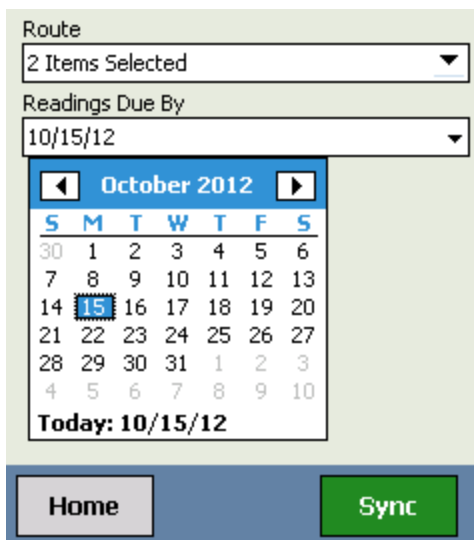 Route
2 Items Selected
Readings Due By
10/15/12
October 2012
S M T W T F S
30 1 2 3 4 5 6
7 8 9 10 11 12 13
14 15 16 17 18 19 20
21 22 23 24 25 26 27
28 29 30 31 1 2 3
4 5 6 7 8 9 10
Today: 10/15/12
Home Sync